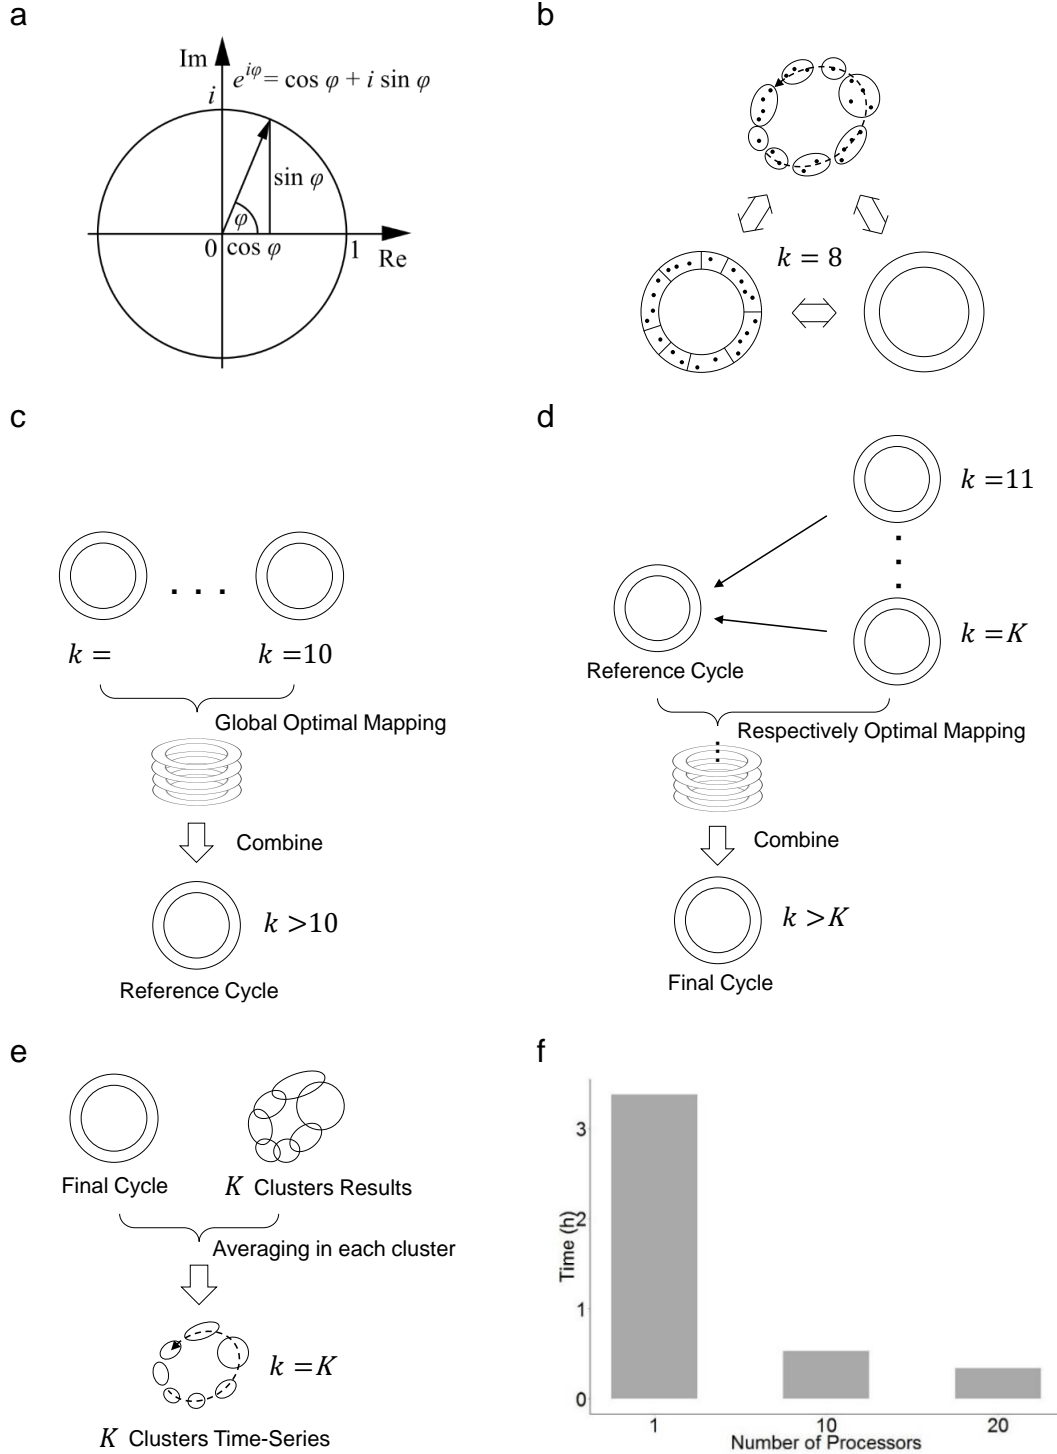 a
Im
e^{iφ} = cos φ + i sin φ
i
sin φ
φ
0 cos φ 1
Re
b
k = 8
c
. . .
k = k =10
Global Optimal Mapping
Combine
k >10
Reference Cycle
d
k =11
k =K
Reference Cycle
Respectively Optimal Mapping
Combine
k >K
Final Cycle
e
Final Cycle K Clusters Results
Averaging in each cluster
k =K
K Clusters Time-Series
f
Time (h)
3
2
1
0
1 10 20
Number of Processors